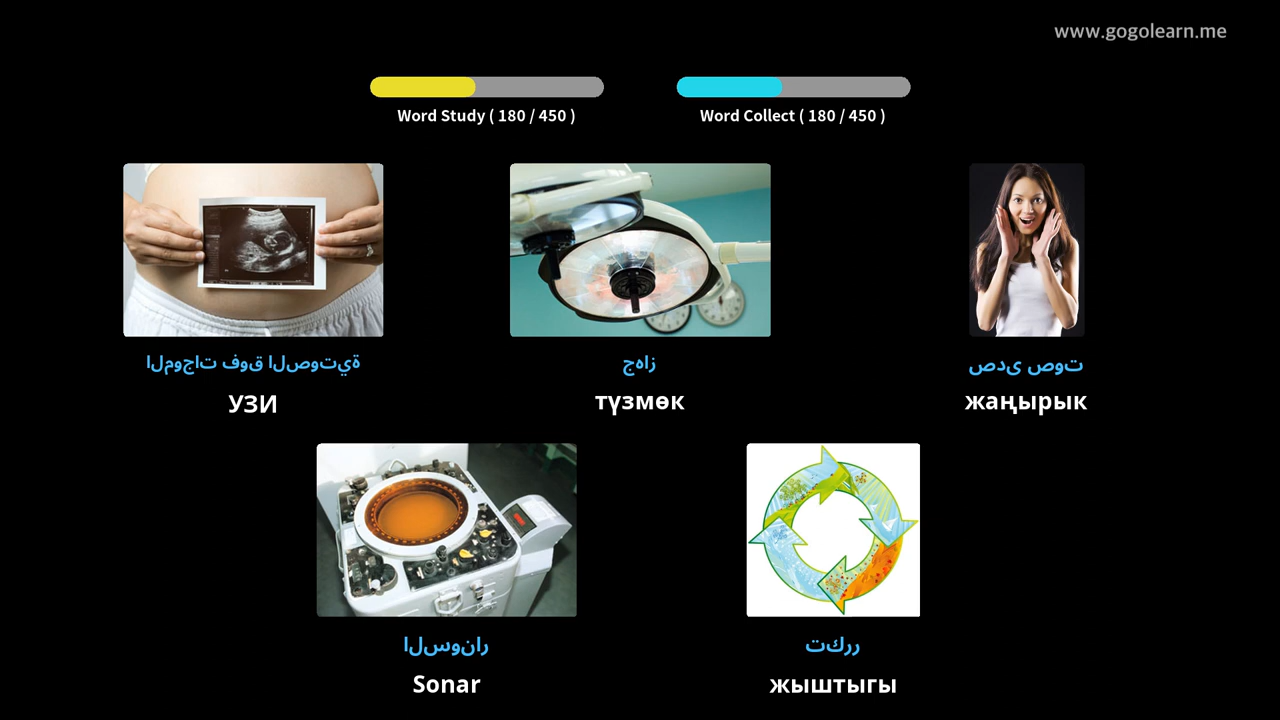 www.gogolearn.me
Word Study ( 180 / 450 )
Word Collect ( 180 / 450 )
الموجات فوق الصوتية
УЗИ
جهاز
түзмөк
صدى صوت
жаңырык
السونار
Sonar
تكرر
жыштыгы